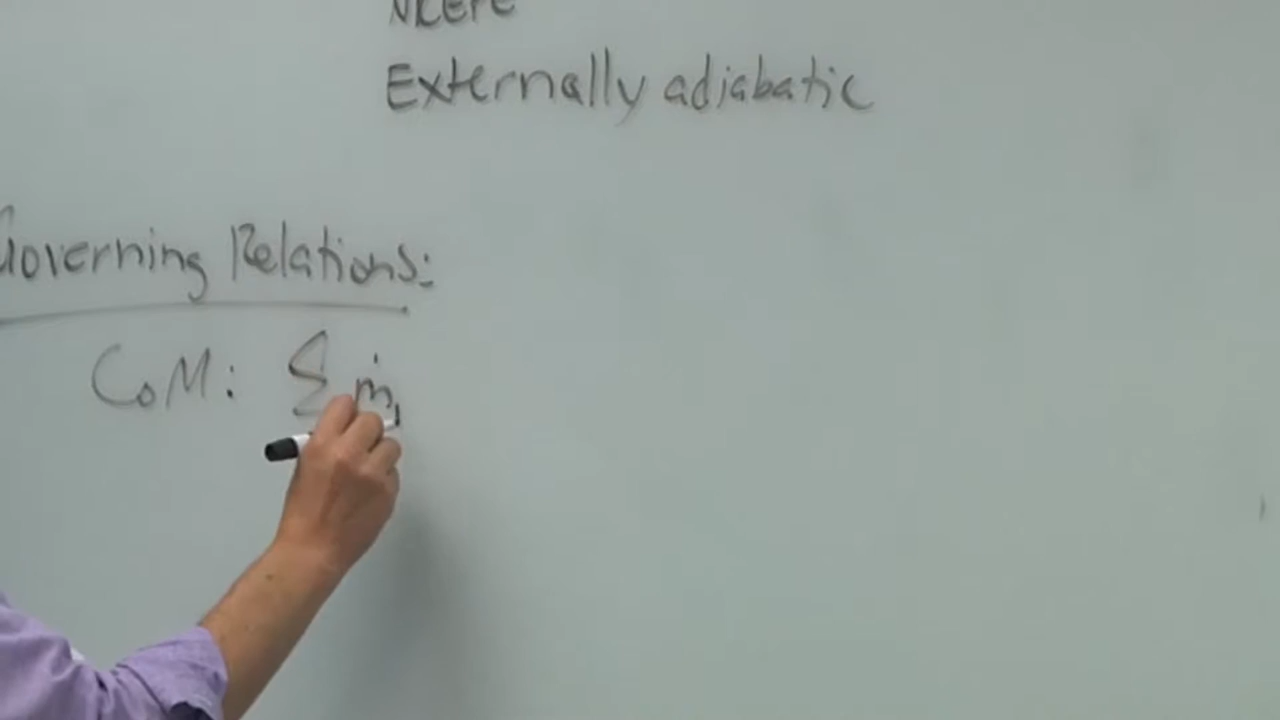 Externally adiabatic
Governing Relations:
CoM: Σ ṁ